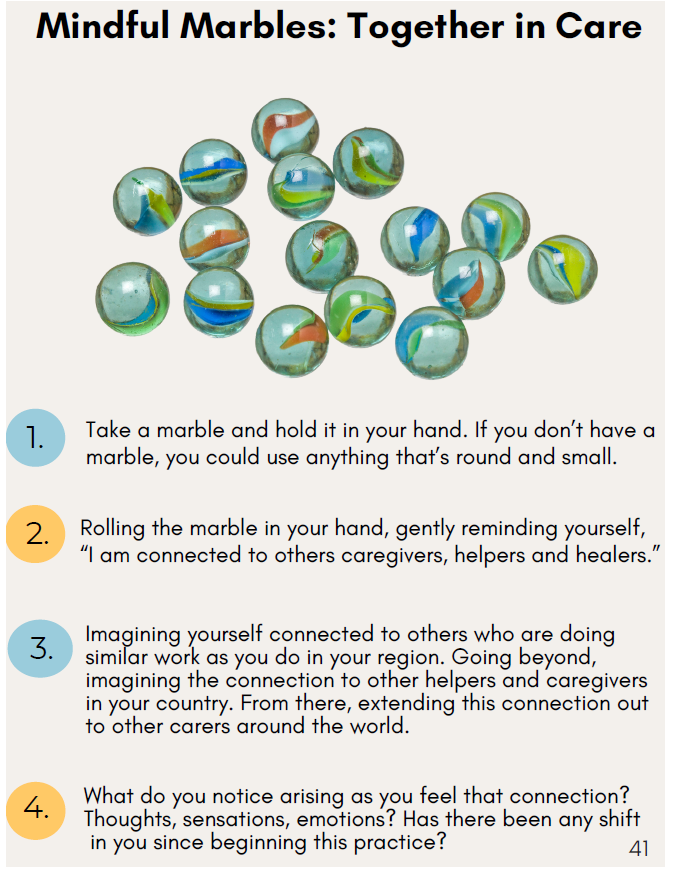 Mindful Marbles: Together in Care
1.
Take a marble and hold it in your hand. If you don't have a
marble, you could use anything that's round and small.
2.
Rolling the marble in your hand, gently reminding yourself,
“I am connected to others caregivers, helpers and healers.”
3.
Imagining yourself connected to others who are doing
similar work as you do in your region. Going beyond,
imagining the connection to other helpers and caregivers
in your country. From there, extending this connection out
to other carers around the world.
4.
What do you notice arising as you feel that connection?
Thoughts, sensations, emotions? Has there been any shift
in you since beginning this practice?
41